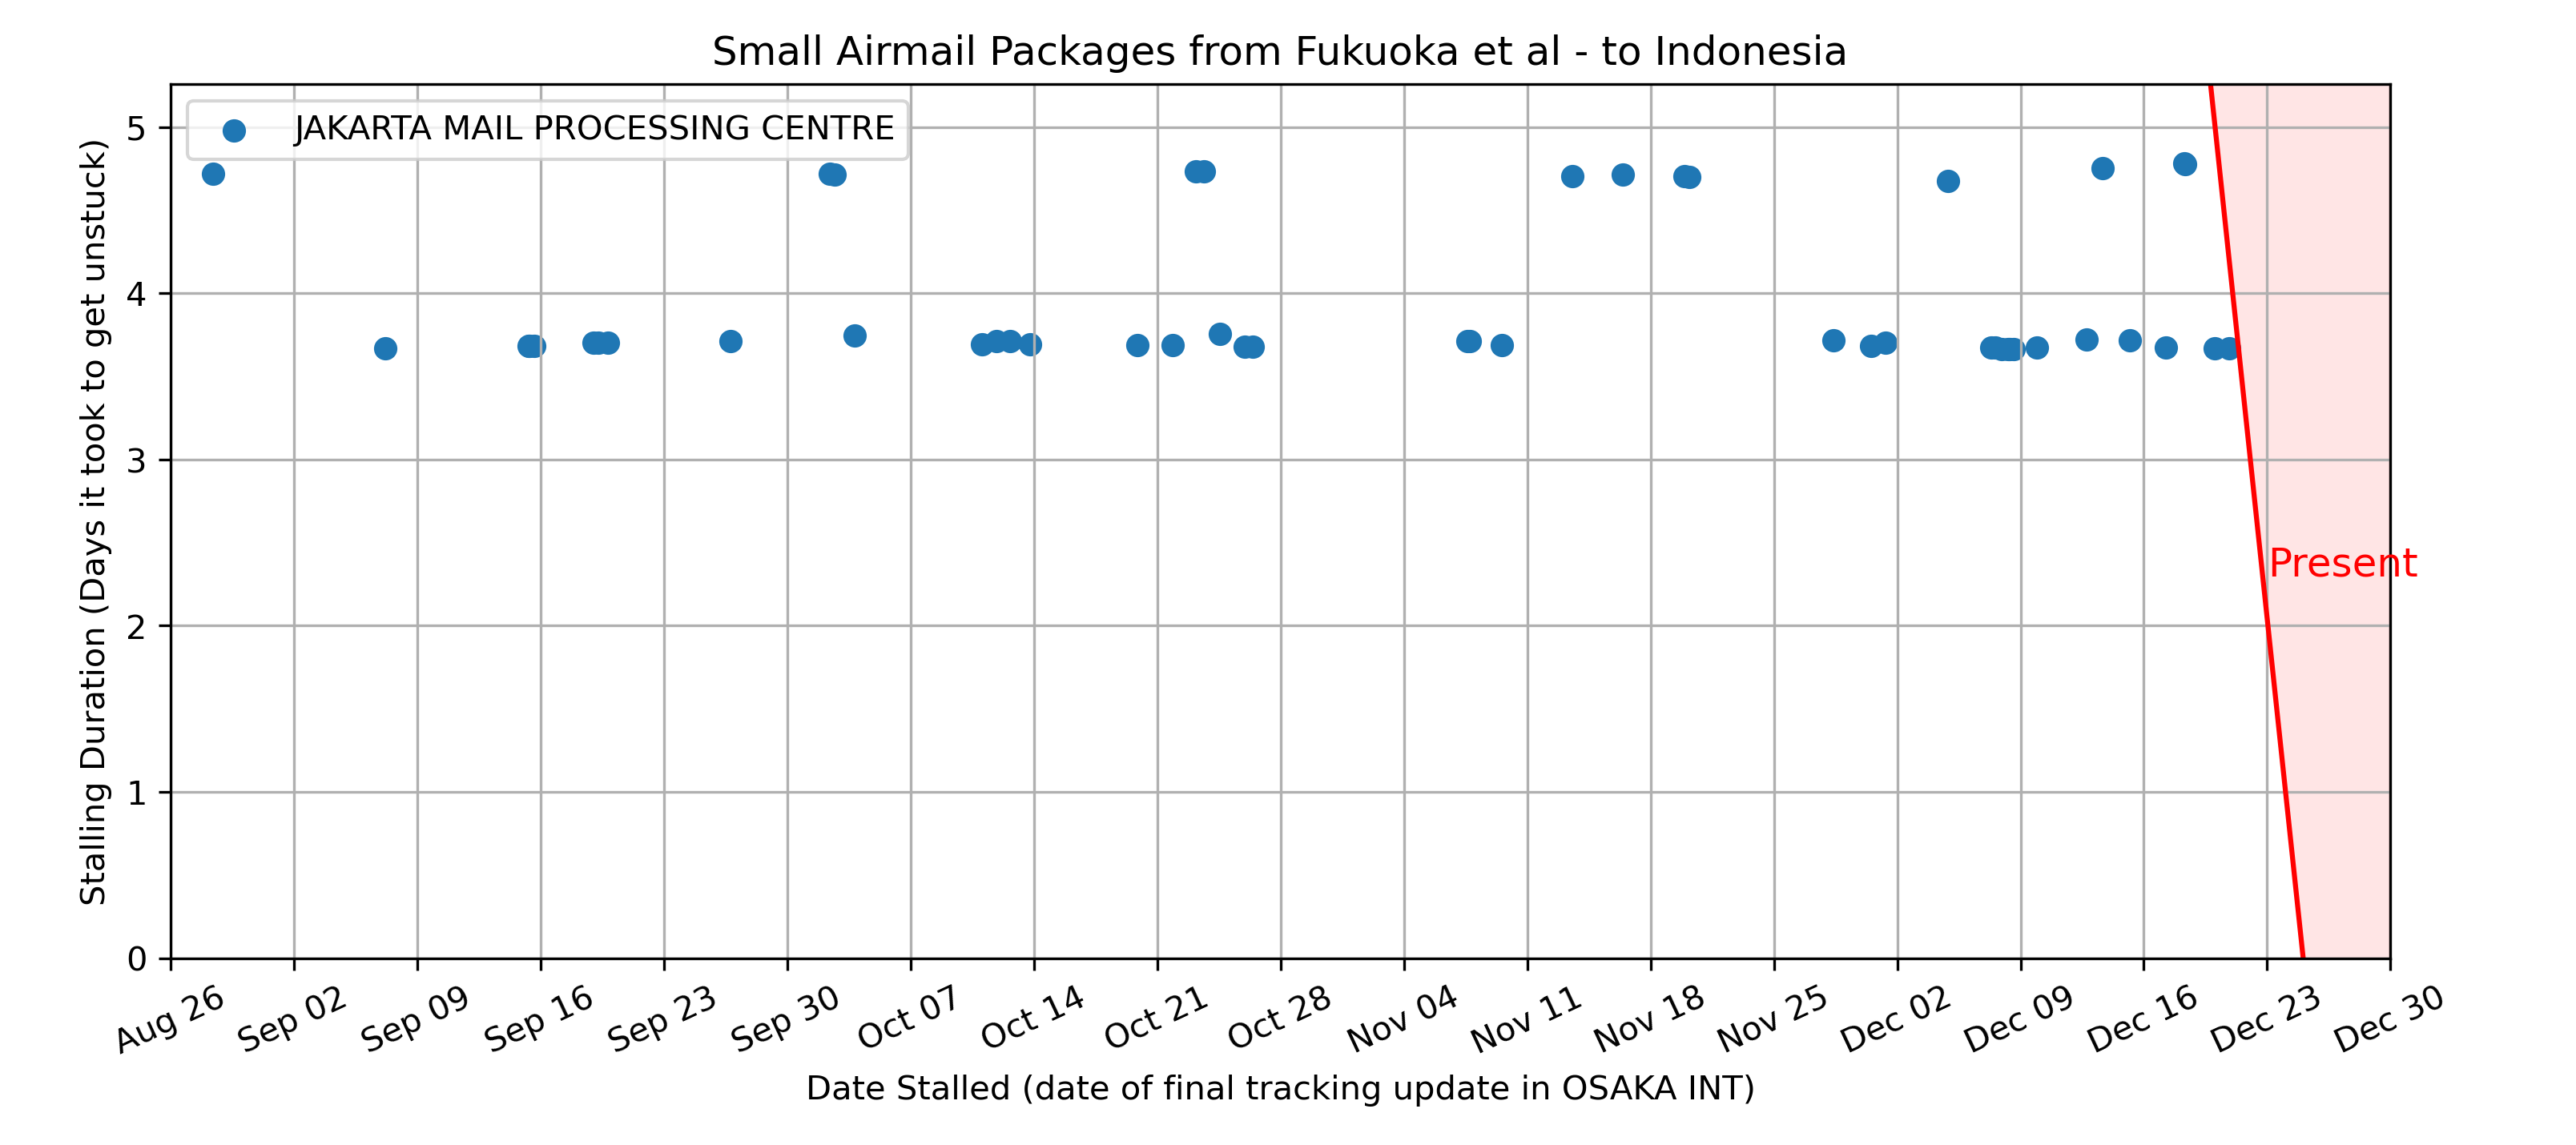 Small Airmail Packages from Fukuoka et al - to Indonesia
JAKARTA MAIL PROCESSING CENTRE
Stalling Duration (Days it took to get unstuck)
5
4
3
2
1
0
Present
Aug 26
Sep 02
Sep 09
Sep 16
Sep 23
Sep 30
Oct 07
Oct 14
Oct 21
Oct 28
Nov 04
Nov 11
Nov 18
Nov 25
Dec 02
Dec 09
Dec 16
Dec 23
Dec 30
Date Stalled (date of final tracking update in OSAKA INT)